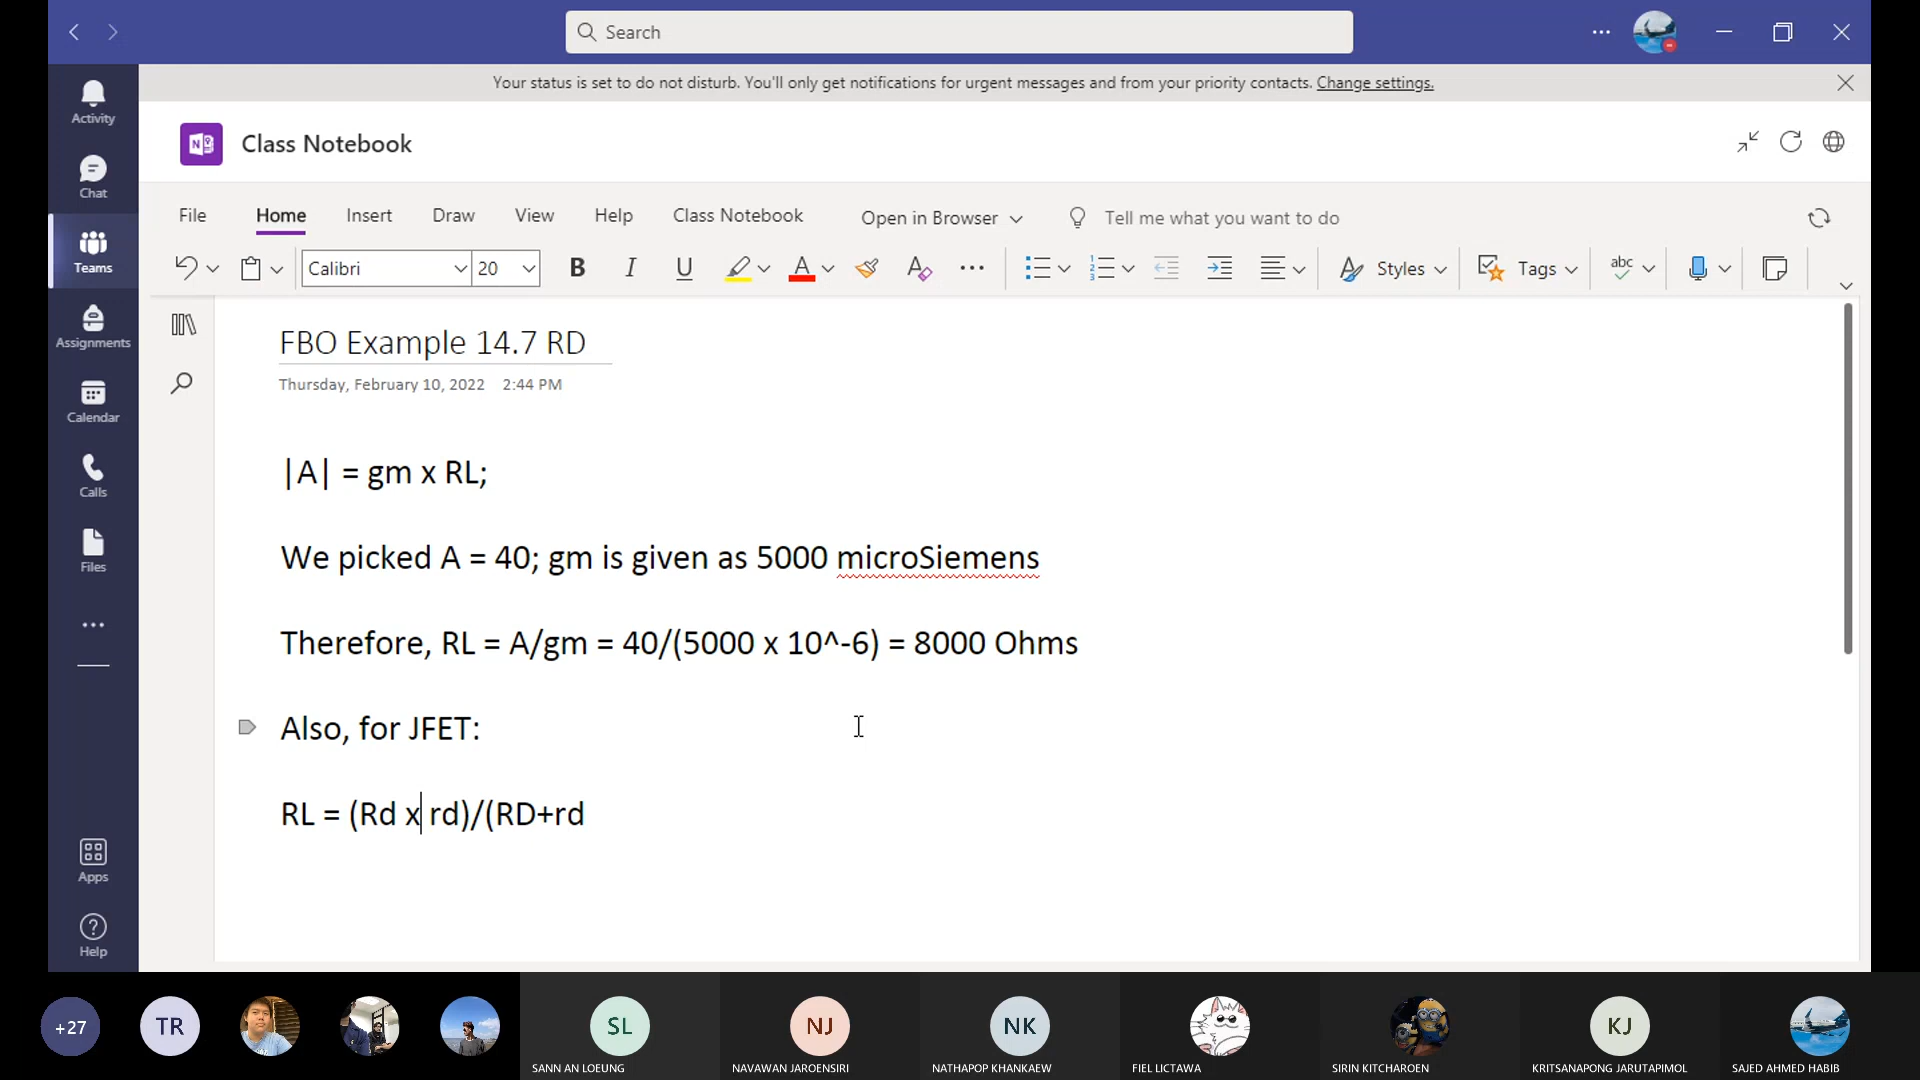 Search
Your status is set to do not disturb. You'll only get notifications for urgent messages and from your priority contacts. Change settings.
Activity
Chat
Teams
Assignments
Calendar
Calls
Files
Apps
Help
N
Class Notebook
File Home Insert Draw View Help Class Notebook Open in Browser Tell me what you want to do
Calibri 20 B I U A A Styles Tags abc
FBO Example 14.7 RD
Thursday, February 10, 2022 2:44 PM
|A| = gm x RL;
We picked A = 40; gm is given as 5000 microSiemens
Therefore, RL = A/gm = 40/(5000 x 10^-6) = 8000 Ohms
Also, for JFET:
RL = (Rd x rd)/(RD+rd
+27 TR SL NJ NK KJ
SANN AN LOEUNG NAVAWAN JAROENSIRI NATHAPOP KHANKAEW FIEL LICTAWA SIRIN KITCHAROEN KRITSANAPONG JARUTAPIMOL SAJED AHMED HABIB